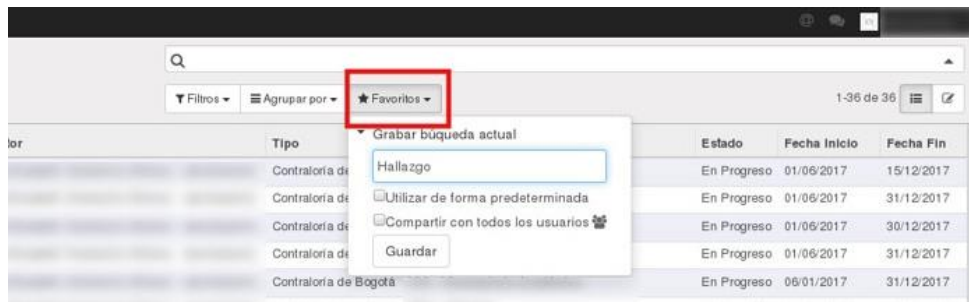 Filtros
Agrupar por
Favoritos
1-36 de 36
tor Tipo Estado Fecha Inicio Fecha Fin
Grabar búqueda actual
Hallazgo
Utilizar de forma predeterminada
Compartir con todos los usuarios
Guardar
Contraloría de En Progreso 01/06/2017 15/12/2017
Contraloría de En Progreso 01/06/2017 31/12/2017
Contraloría de En Progreso 01/06/2017 30/12/2017
Contraloría de En Progreso 01/06/2017 31/12/2017
Contraloría de Bogotá En Progreso 06/01/2017 31/12/2017